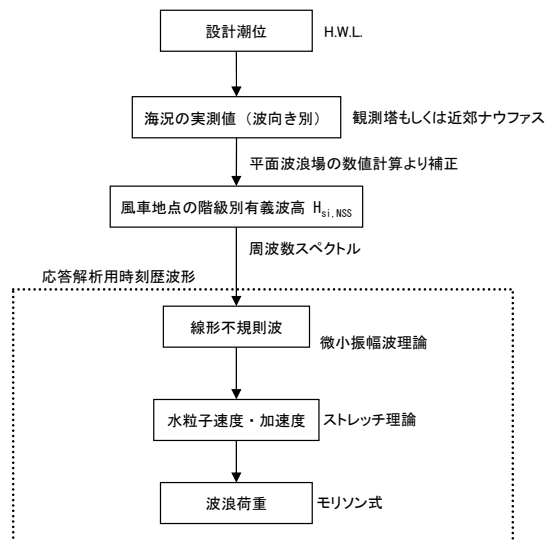 設計潮位
H.W.L.
海況の実測値（波向き別）
観測塔もしくは近郊ナウファス
平面波浪場の数値計算より補正
風車地点の階級別有義波高 Hsi,NSS
周波数スペクトル
応答解析用時刻歴波形
線形不規則波
微小振幅波理論
水粒子速度・加速度
ストレッチ理論
波浪荷重
モリソン式